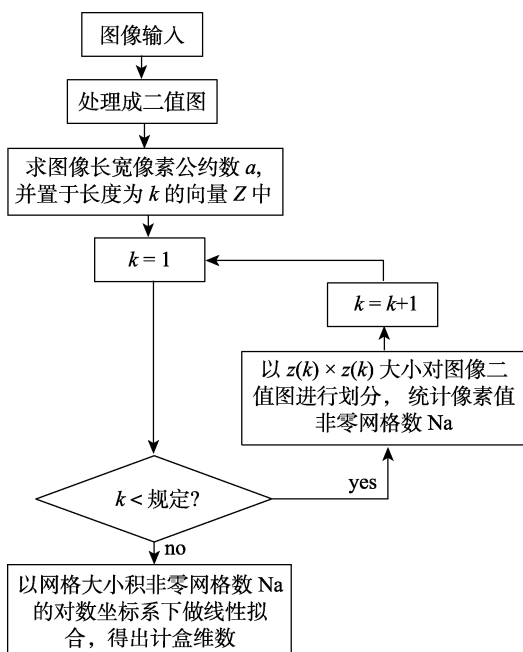 图像输入
处理成二值图
求图像长宽像素公约数 a,
并置于长度为 k 的向量 Z 中
k = 1
k = k+1
以 z(k) × z(k) 大小对图像二
值图进行划分， 统计像素值
非零网格数 Na
k < 规定?
yes
no
以网格大小积非零网格数 Na
的对数坐标系下做线性拟
合，得出计盒维数